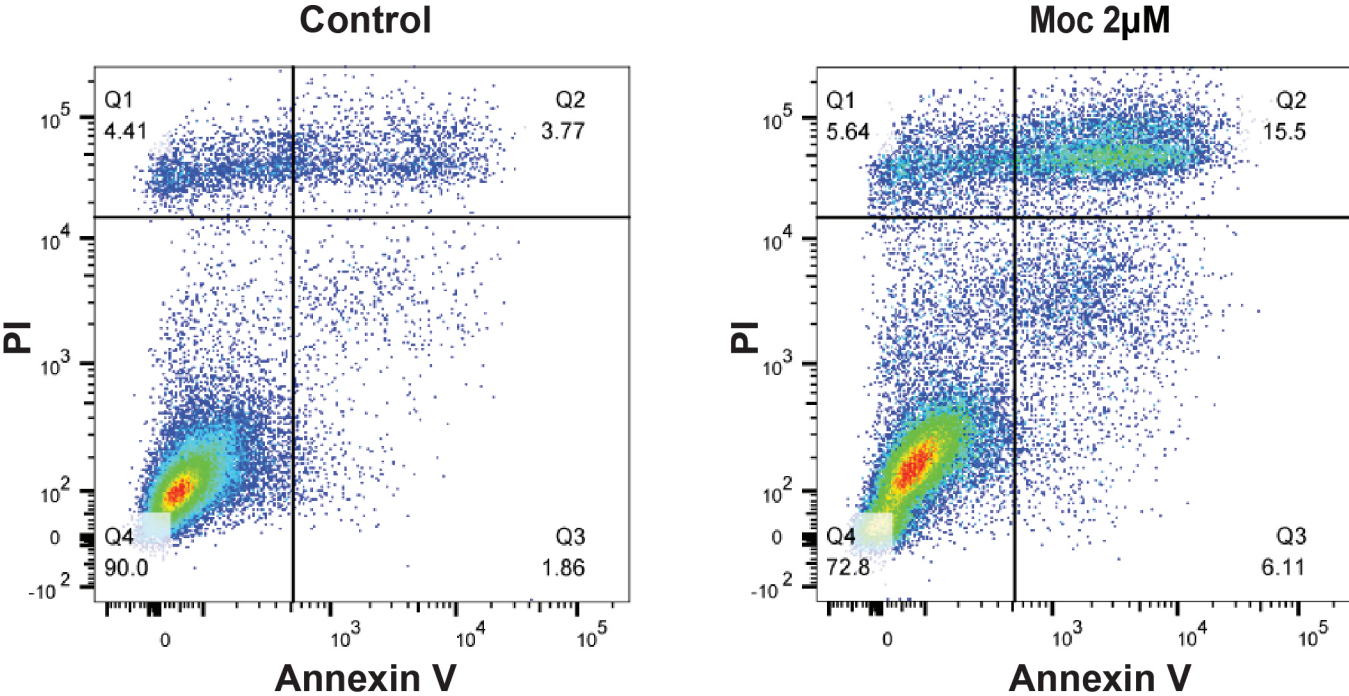 Control
Moc 2µM
Q1
4.41
Q2
3.77
Q4
90.0
Q3
1.86
10^5
10^4
10^3
10^2
0
-10^2
PI
0
10^3
10^4
10^5
Annexin V
Q1
5.64
Q2
15.5
Q4
72.8
Q3
6.11
10^5
10^4
10^3
10^2
0
-10^2
PI
0
10^3
10^4
10^5
Annexin V